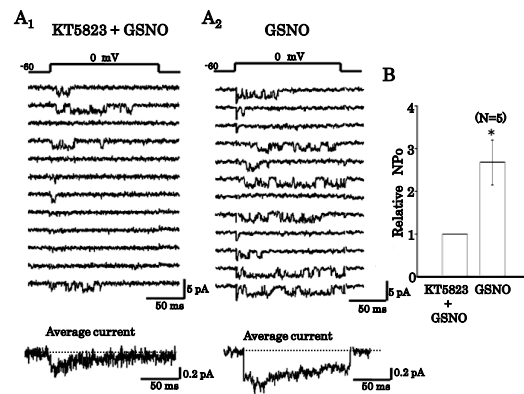 A1 KT5823 + GSNO
0 mV
-60
5 pA
50 ms
Average current
0.2 pA
50 ms
A2 GSNO
0 mV
-60
5 pA
50 ms
Average current
0.2 pA
50 ms
B
Relative NPo
4
3
2
1
0
(N=5)
*
KT5823
+
GSNO
GSNO